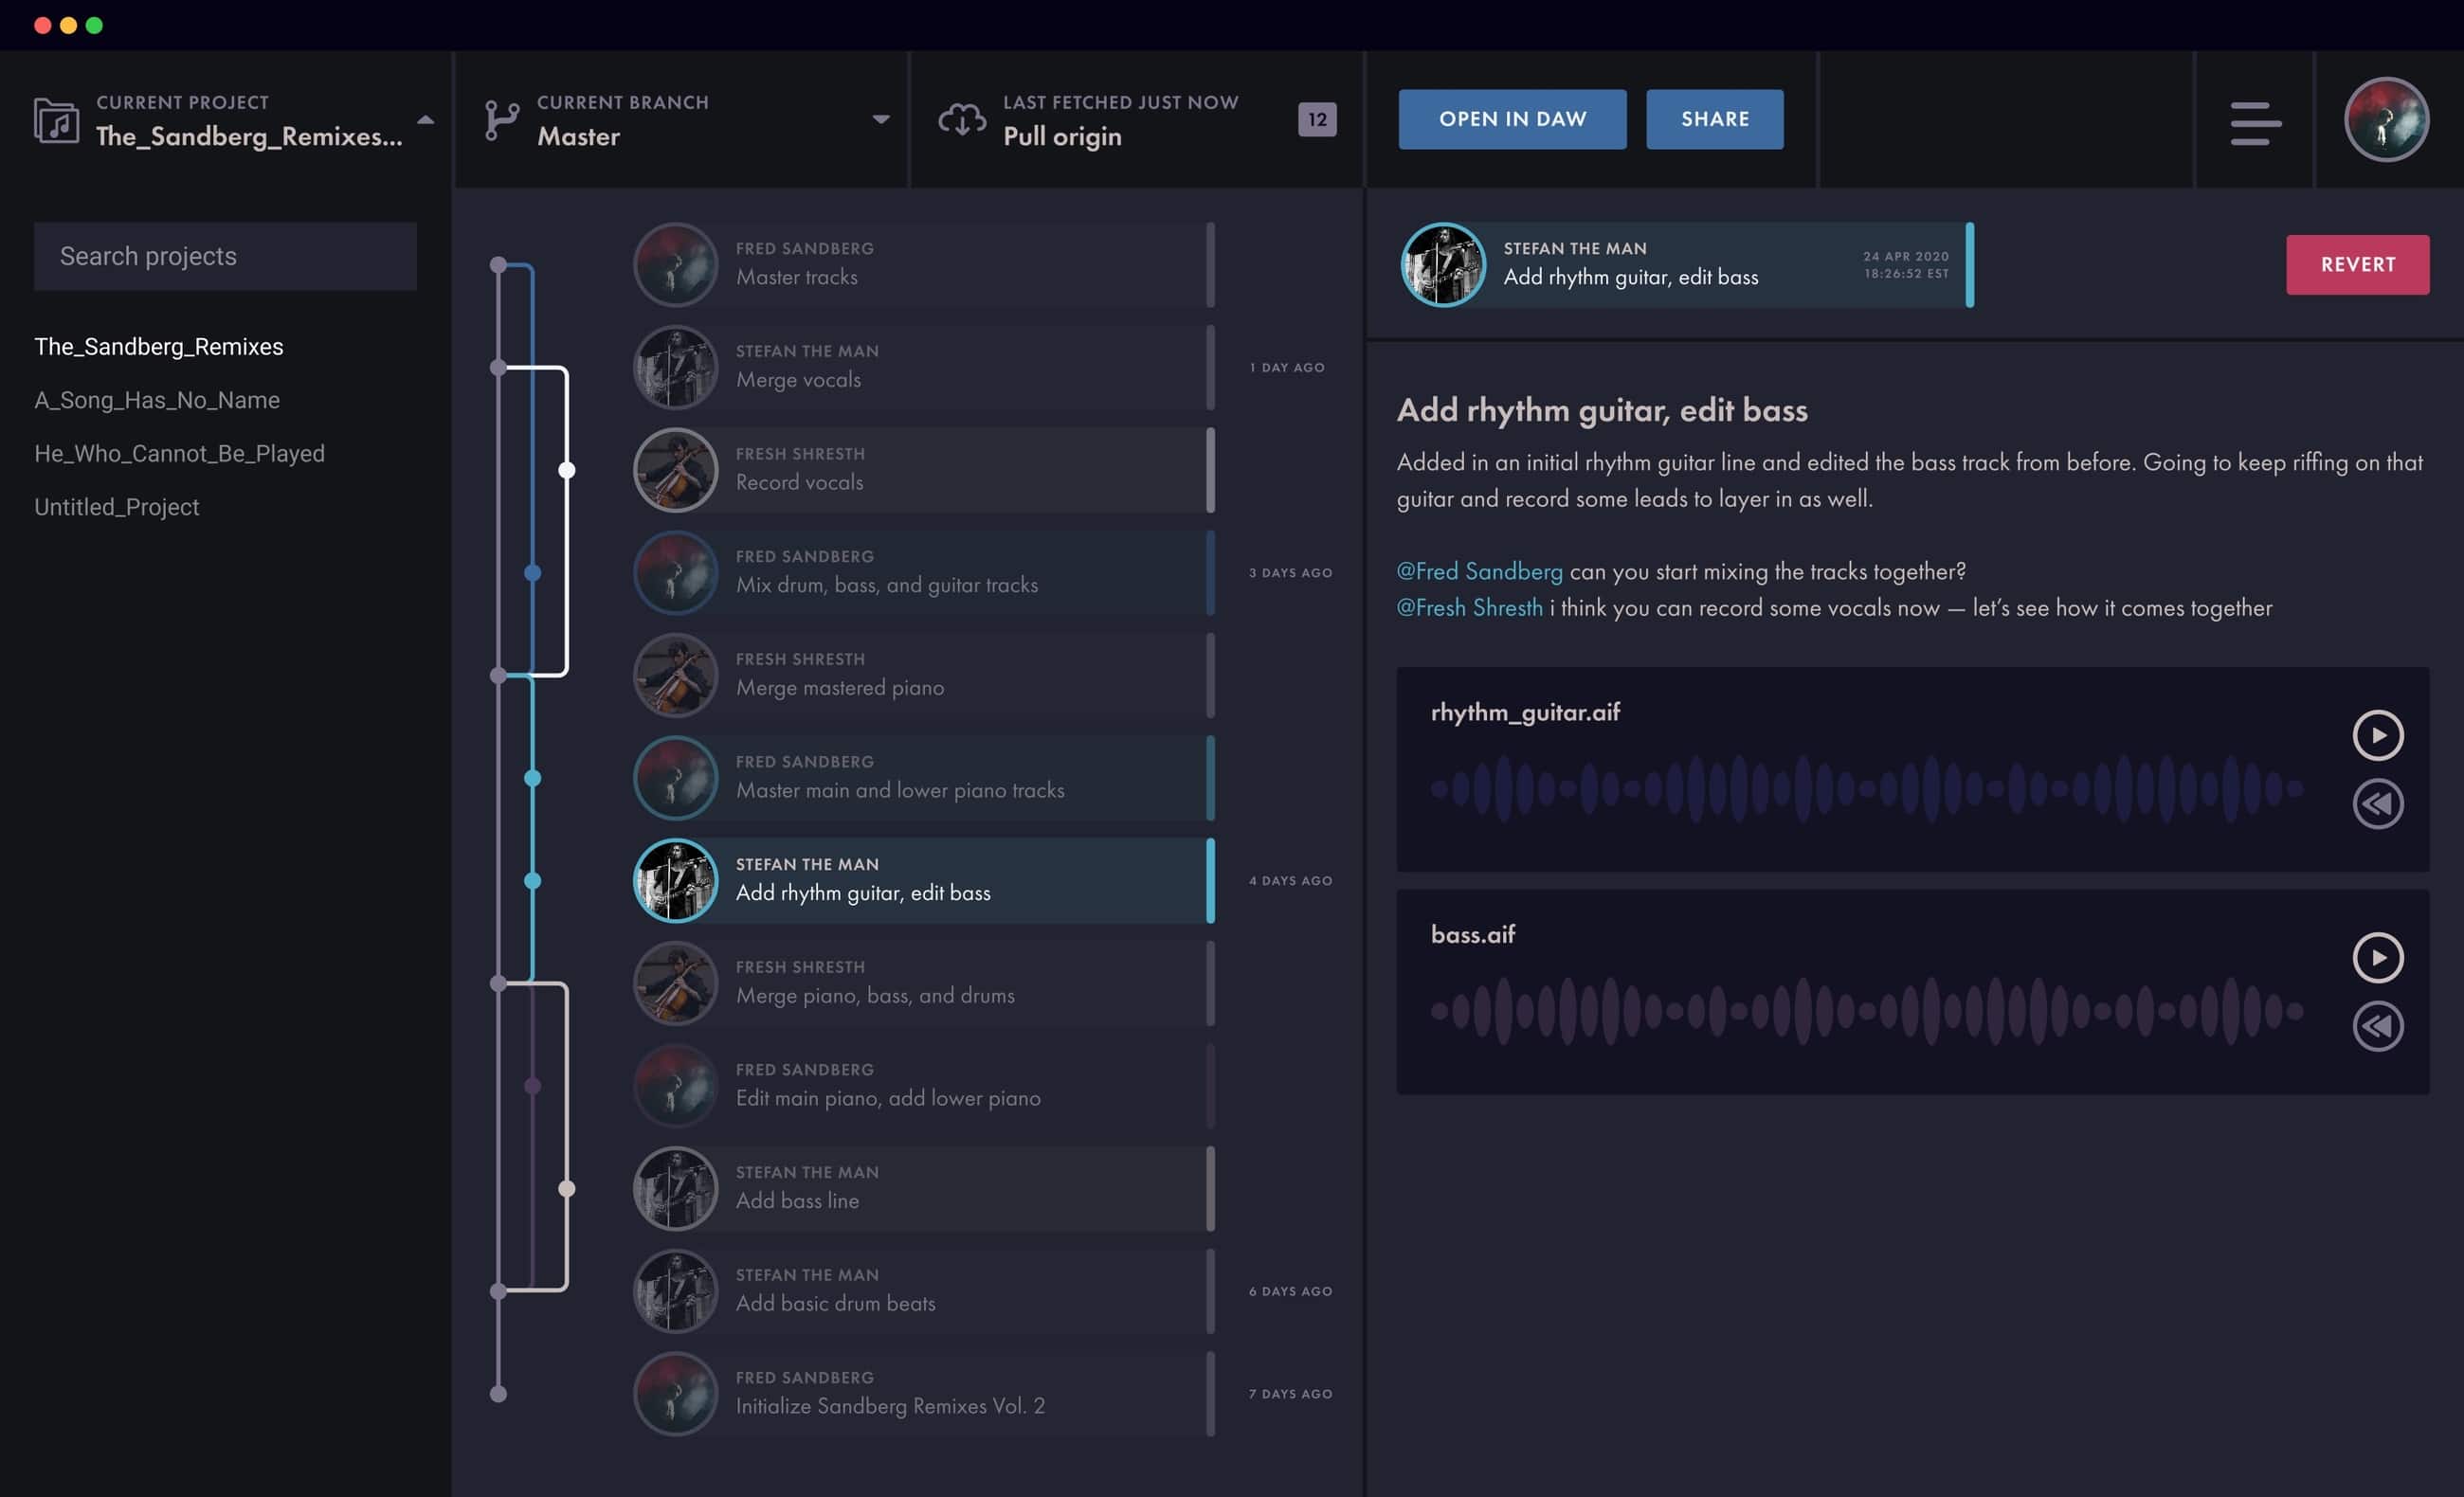 CURRENT PROJECT
The_Sandberg_Remixes...
CURRENT BRANCH
Master
LAST FETCHED JUST NOW
Pull origin
12
OPEN IN DAW
SHARE
Search projects
The_Sandberg_Remixes
A_Song_Has_No_Name
He_Who_Cannot_Be_Played
Untitled_Project
FRED SANDBERG
Master tracks
STEFAN THE MAN
Merge vocals
1 DAY AGO
FRESH SHRESTH
Record vocals
FRED SANDBERG
Mix drum, bass, and guitar tracks
3 DAYS AGO
FRESH SHRESTH
Merge mastered piano
FRED SANDBERG
Master main and lower piano tracks
STEFAN THE MAN
Add rhythm guitar, edit bass
4 DAYS AGO
FRESH SHRESTH
Merge piano, bass, and drums
FRED SANDBERG
Edit main piano, add lower piano
STEFAN THE MAN
Add bass line
STEFAN THE MAN
Add basic drum beats
6 DAYS AGO
FRED SANDBERG
Initialize Sandberg Remixes Vol. 2
7 DAYS AGO
STEFAN THE MAN
Add rhythm guitar, edit bass
24 APR 2020
18:26:52 EST
REVERT
Add rhythm guitar, edit bass
Added in an initial rhythm guitar line and edited the bass track from before. Going to keep riffing on that
guitar and record some leads to layer in as well.
@Fred Sandberg can you start mixing the tracks together?
@Fresh Shresth i think you can record some vocals now — let's see how it comes together
rhythm_guitar.aif
bass.aif